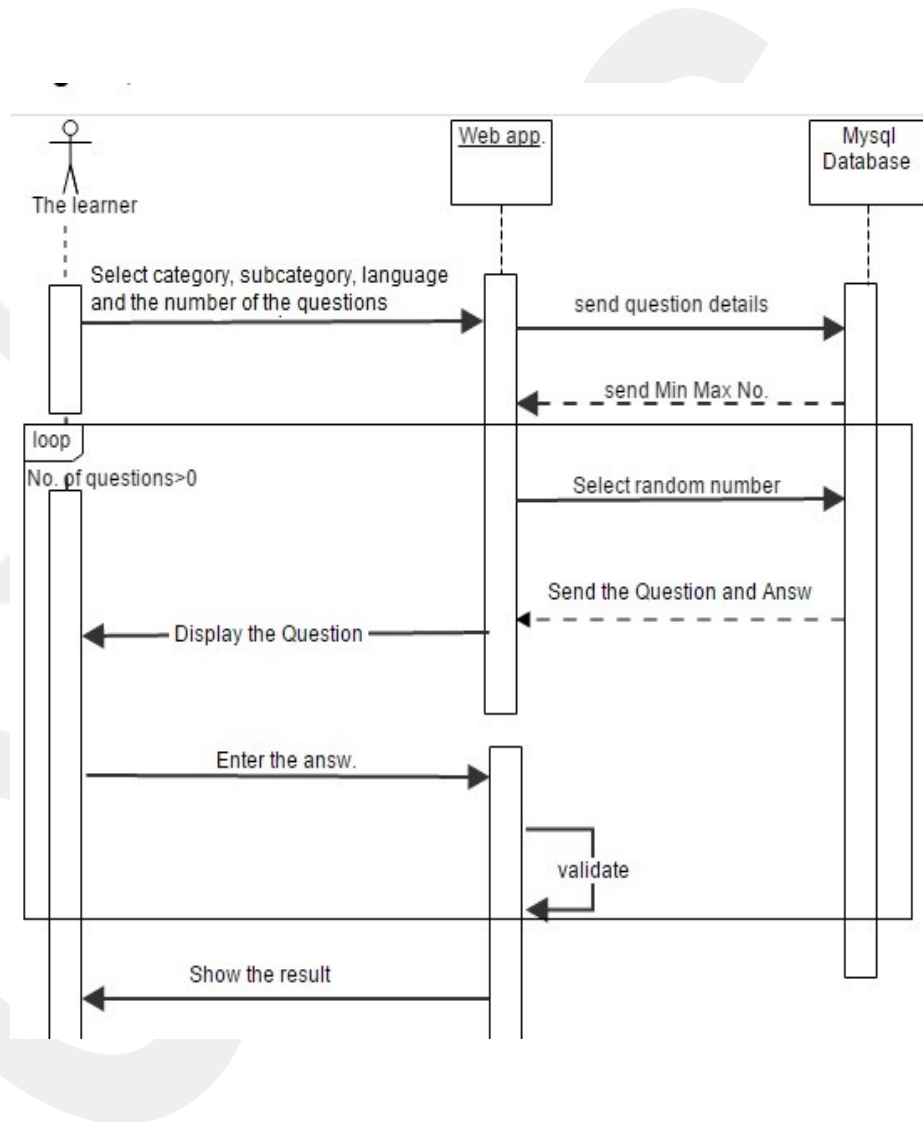 The learner
Web app.
Mysql
Database
Select category, subcategory, language
and the number of the questions
send question details
send Min Max No.
loop
No. of questions>0
Select random number
Send the Question and Answ
Display the Question
Enter the answ.
validate
Show the result